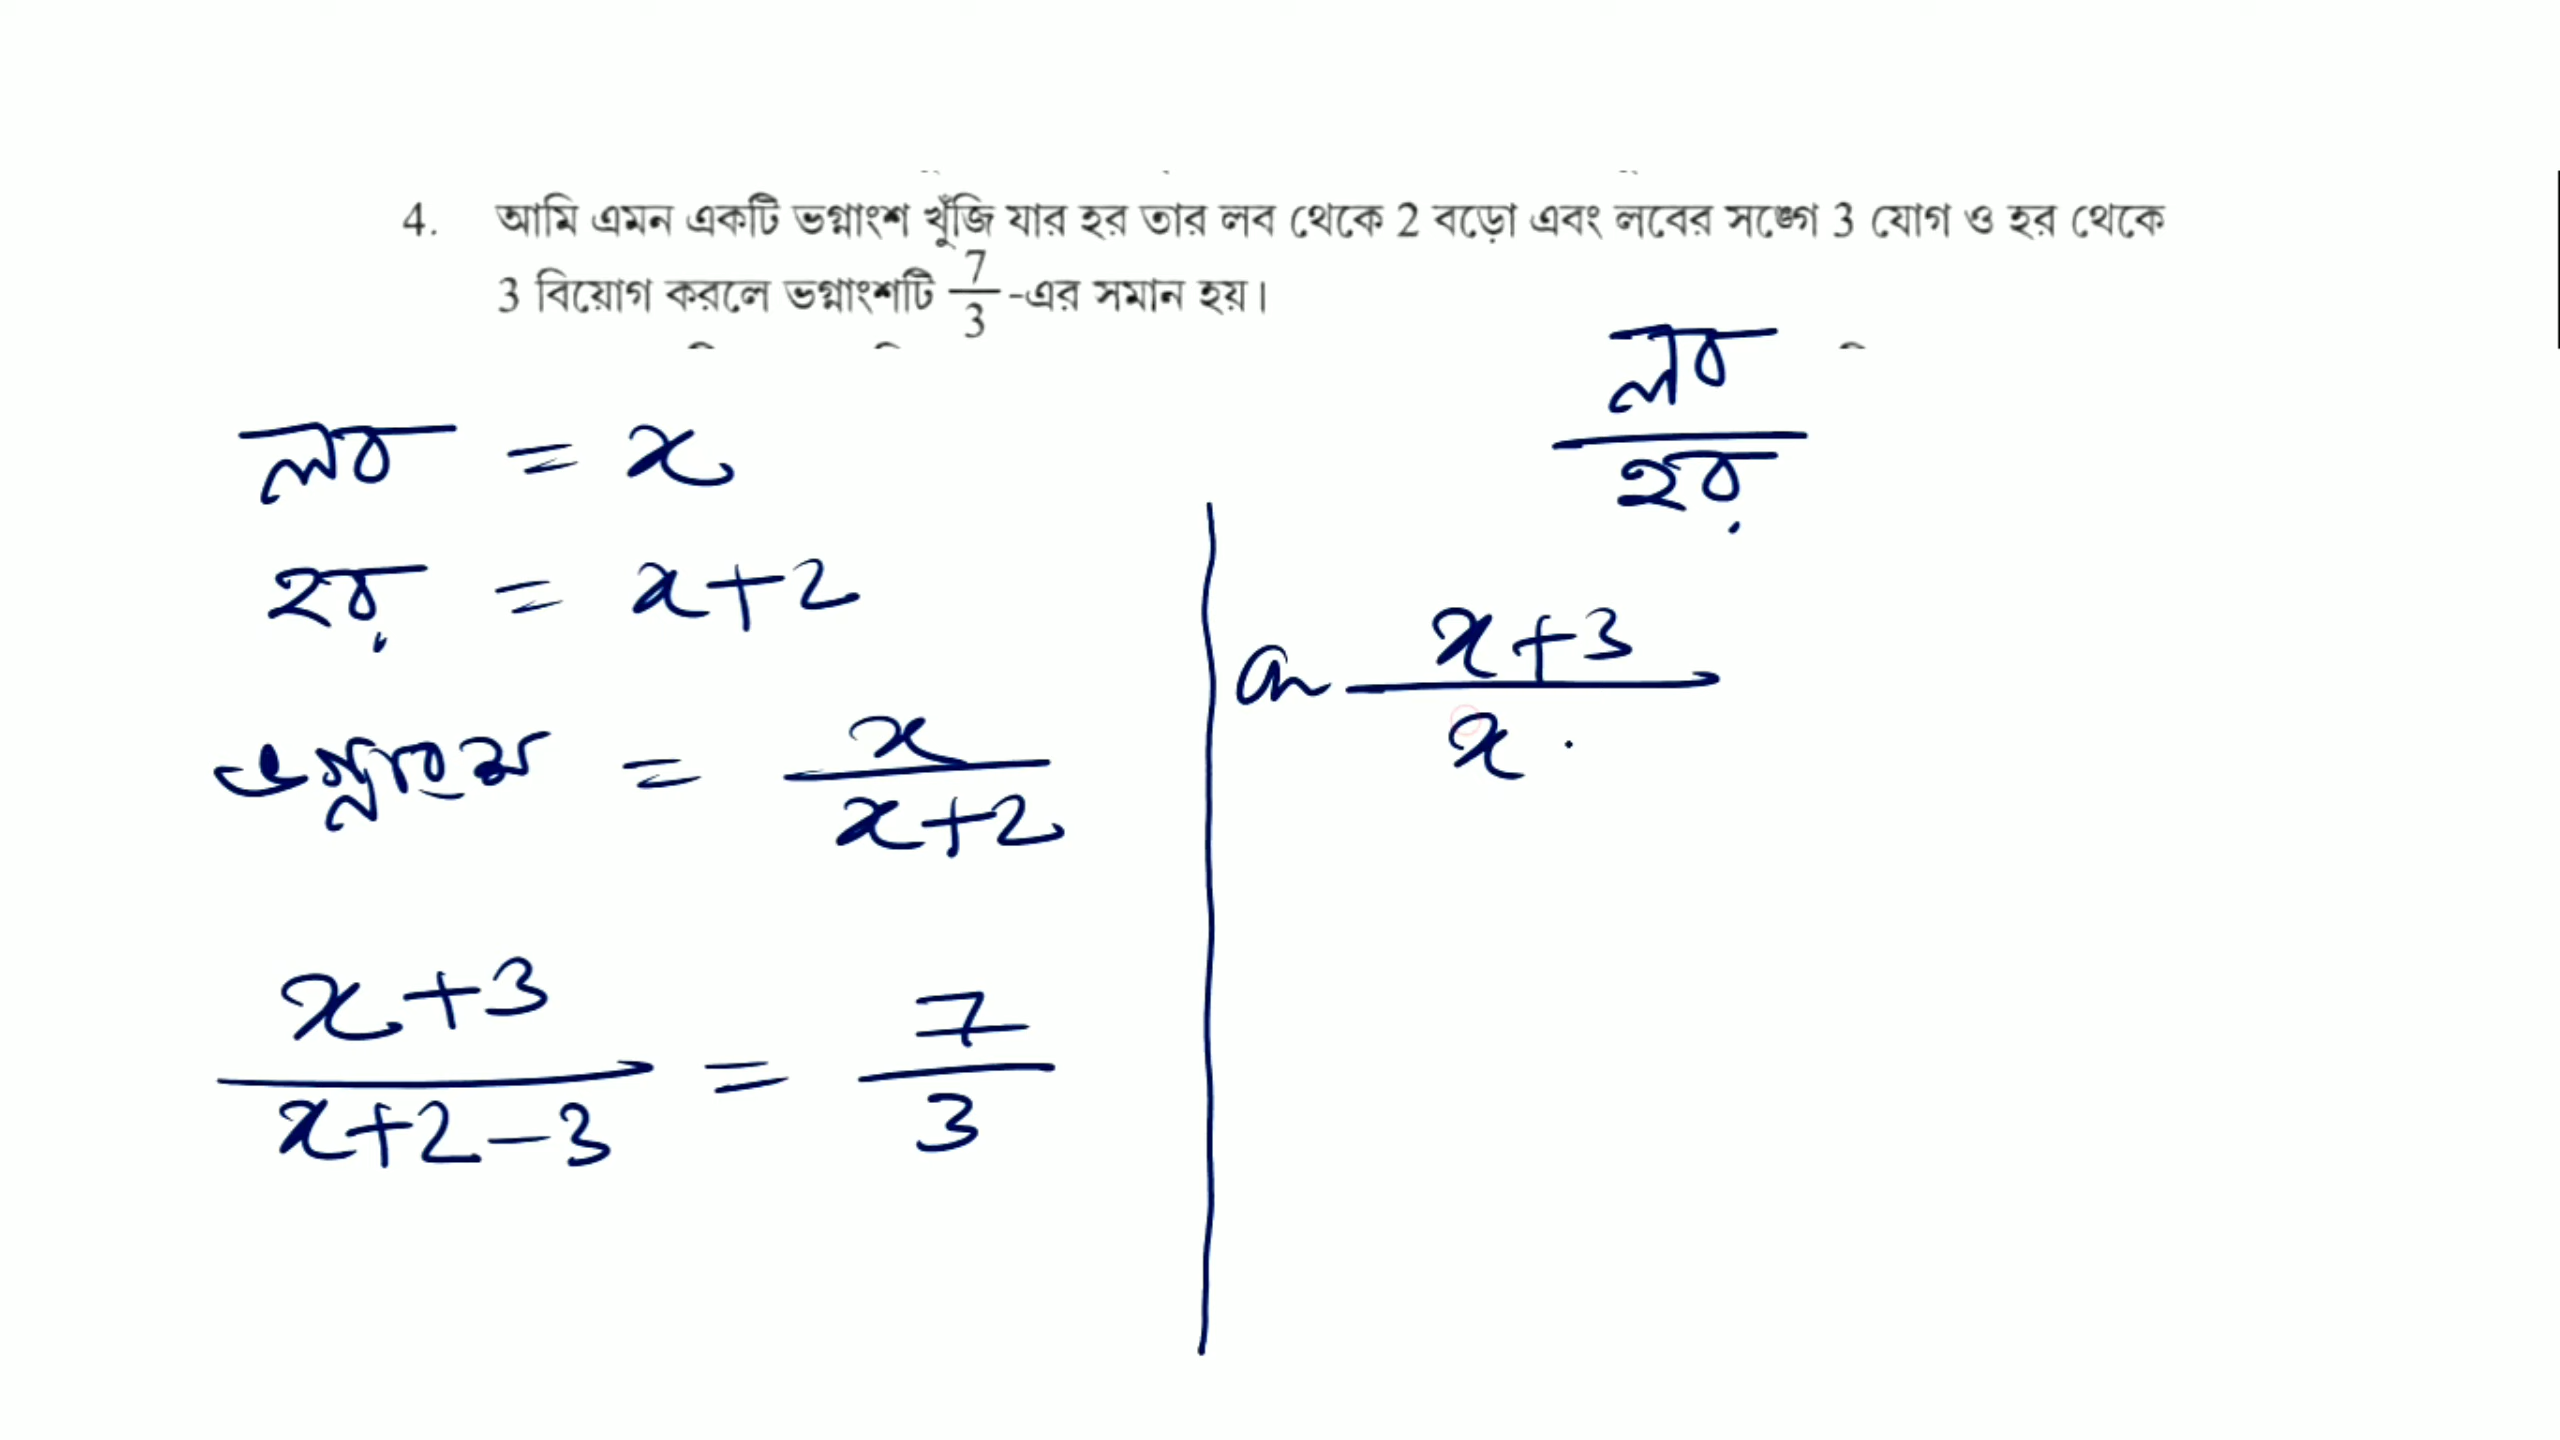 4. আমি এমন একটি ভগ্নাংশ খুঁজি যার হর তার লব থেকে 2 বড়ো এবং লবের সঙ্গে 3 যোগ ও হর থেকে
3 বিয়োগ করলে ভগ্নাংশটি 7/3 -এর সমান হয়।
লব = x
হর = x+2
ভগ্নাংশ = x/(x+2)
(x+3)/(x+2-3) = 7/3
লব
হর
x+3
x